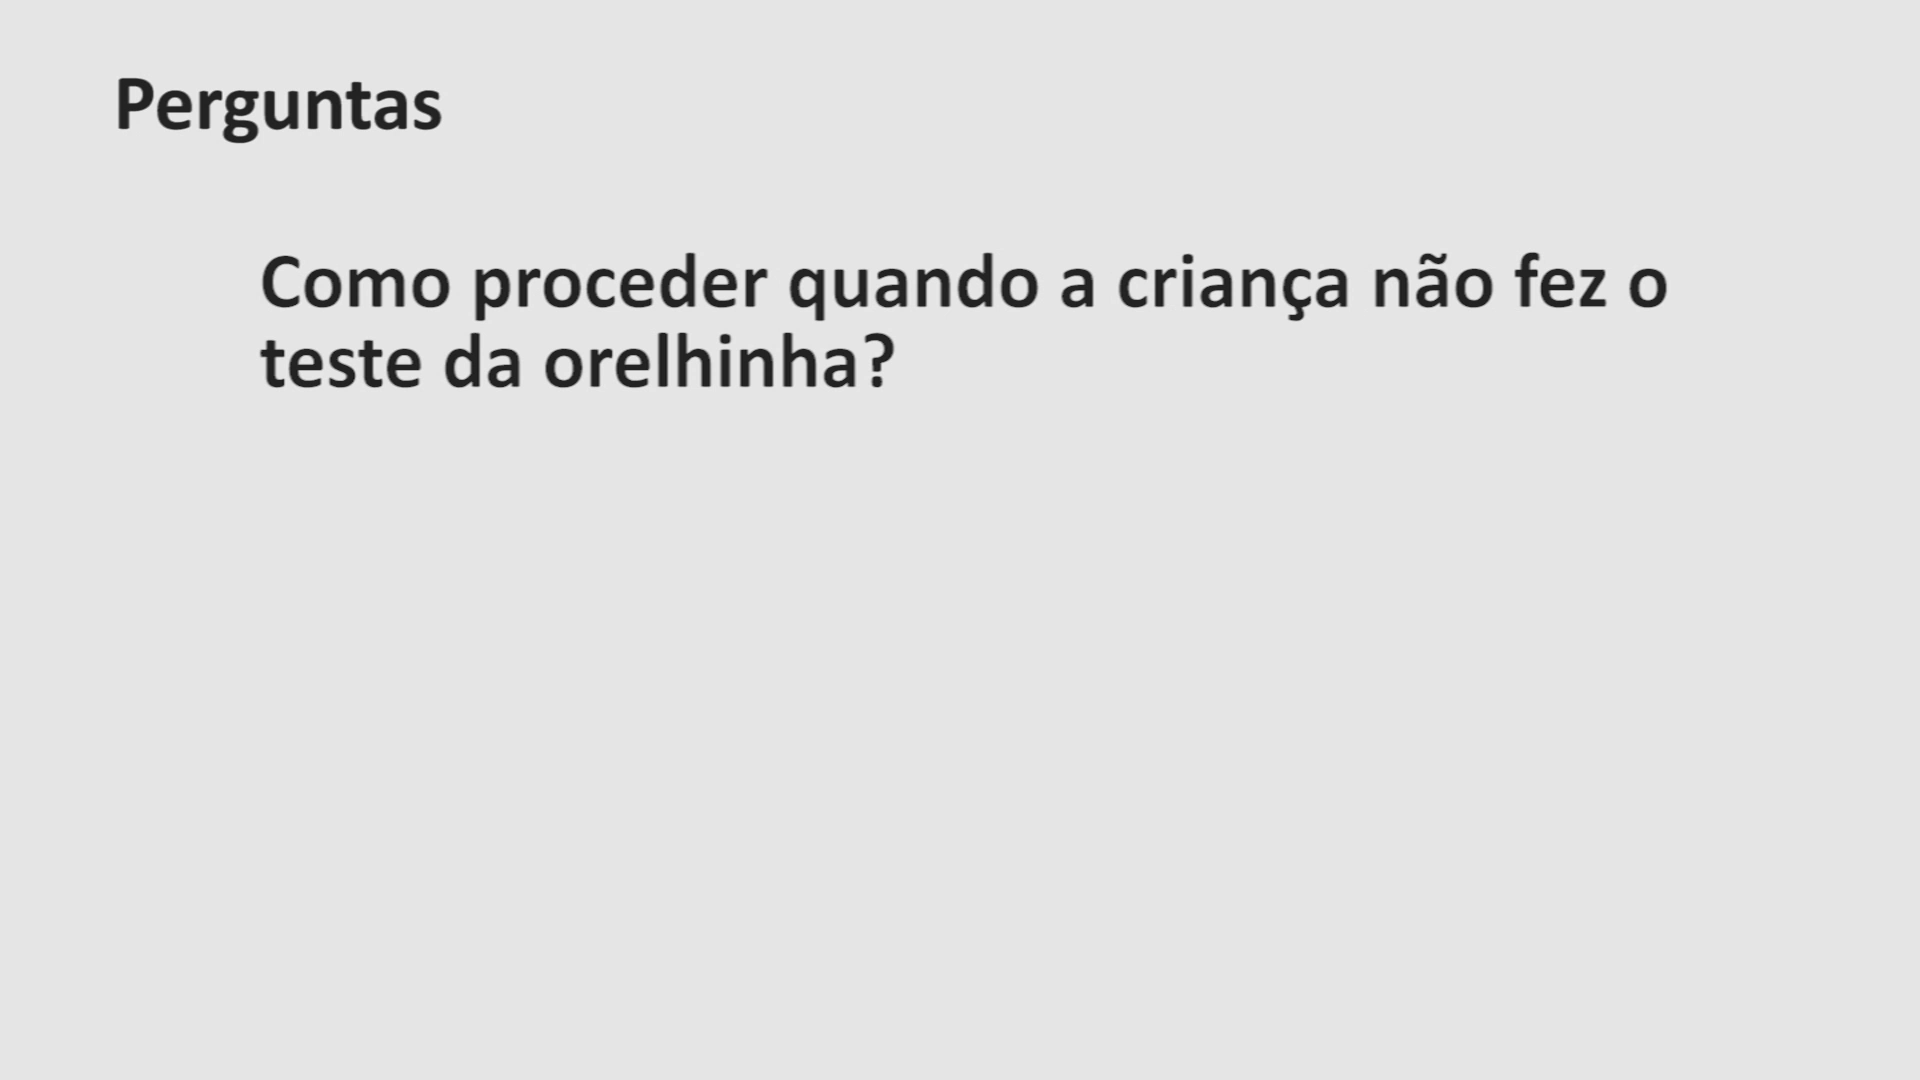 Perguntas
Como proceder quando a criança não fez o
teste da orelhinha?